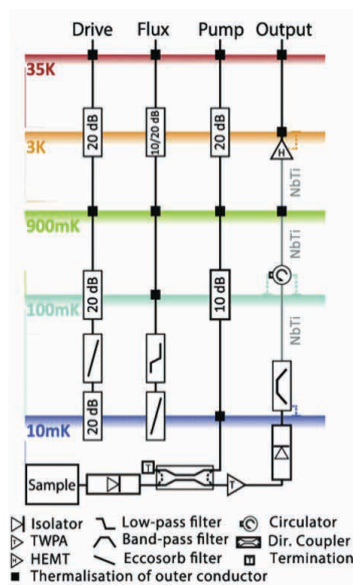 Drive Flux Pump Output
35K
20 dB 10/20 dB 20 dB
3K
H
NbTi
900mK
NbTi
20 dB 10 dB
100mK
NbTi
20 dB
10mK
T
Sample
T
Isolator Low-pass filter Circulator
T TWPA Band-pass filter Dir. Coupler
H HEMT Eccosorb filter T Termination
Thermalisation of outer conductor